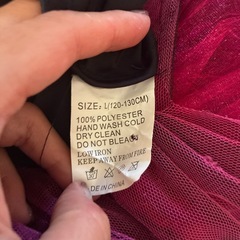 SIZE: L(120-130CM)
100% POLYESTER
HAND WASH COLD
DRY CLEAN
DO NOT BLEACH
LOW IRON
KEEP AWAY FROM FIRE
MADE IN CHINA